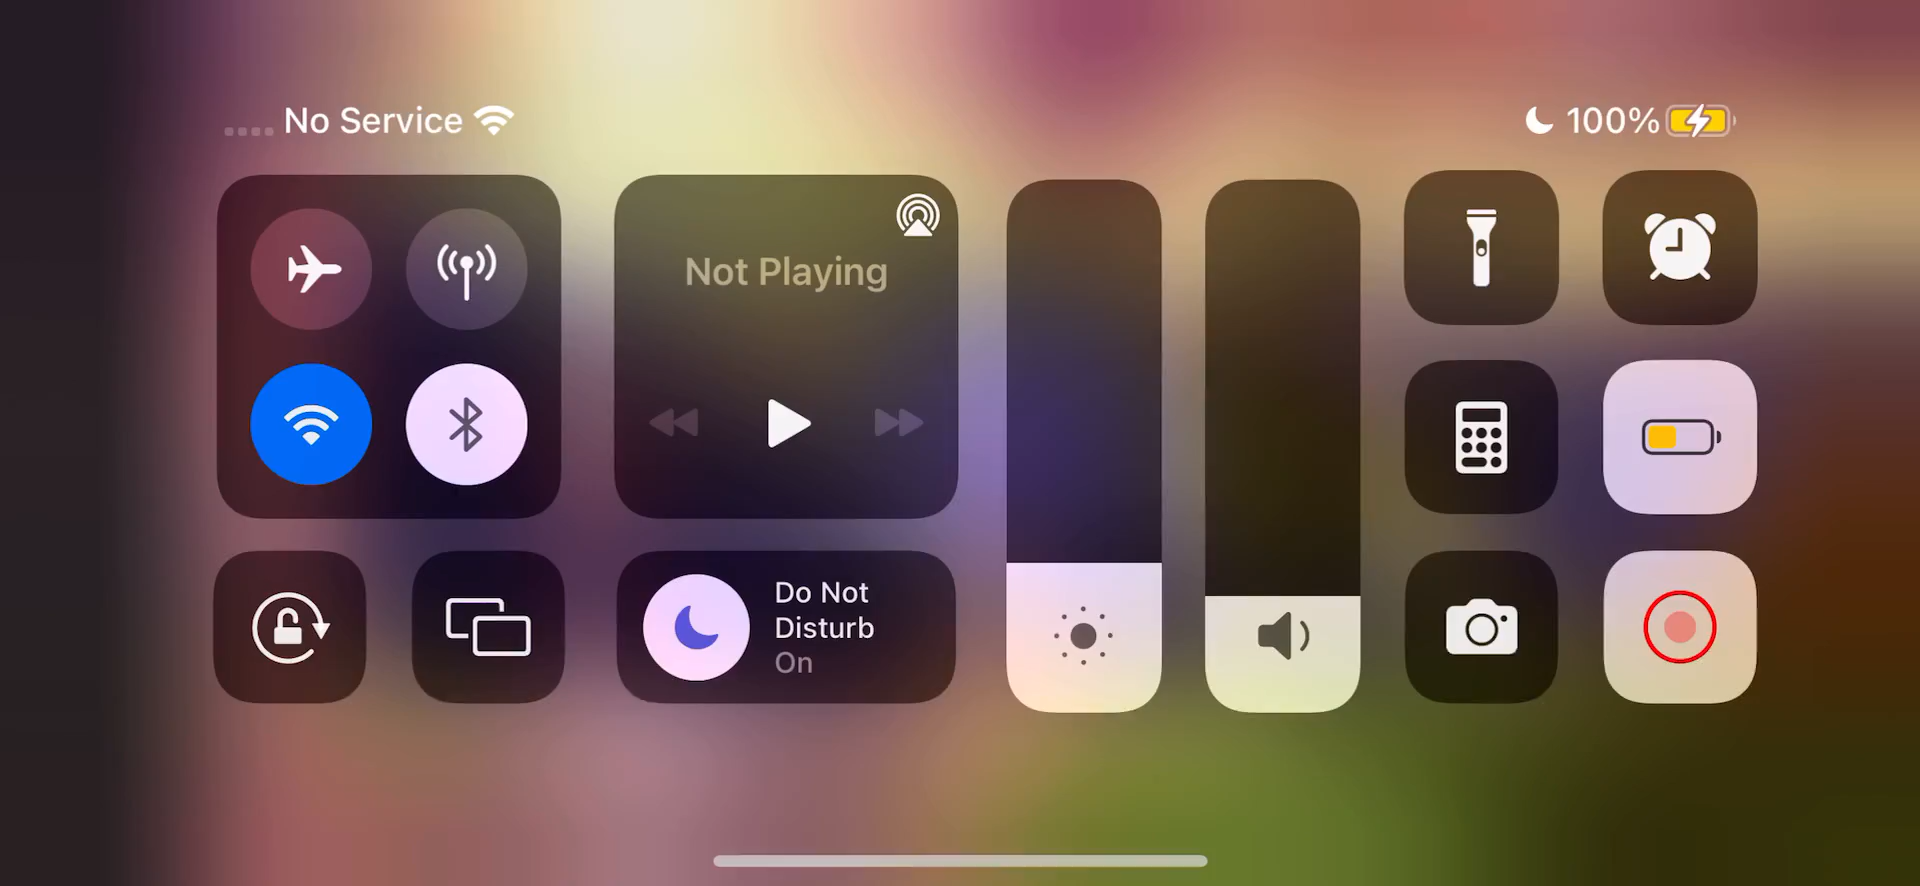 No Service
100%
Not Playing
Do Not
Disturb
On